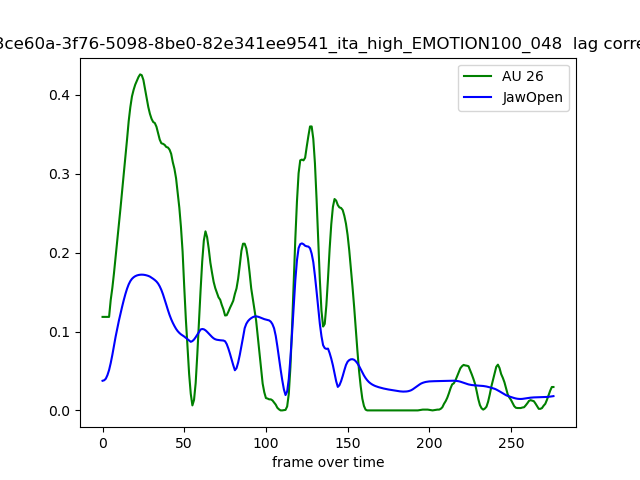 3ce60a-3f76-5098-8be0-82e341ee9541_ita_high_EMOTION100_048 lag corre
AU 26
JawOpen
0.4
0.3
0.2
0.1
0.0
0 50 100 150 200 250
frame over time